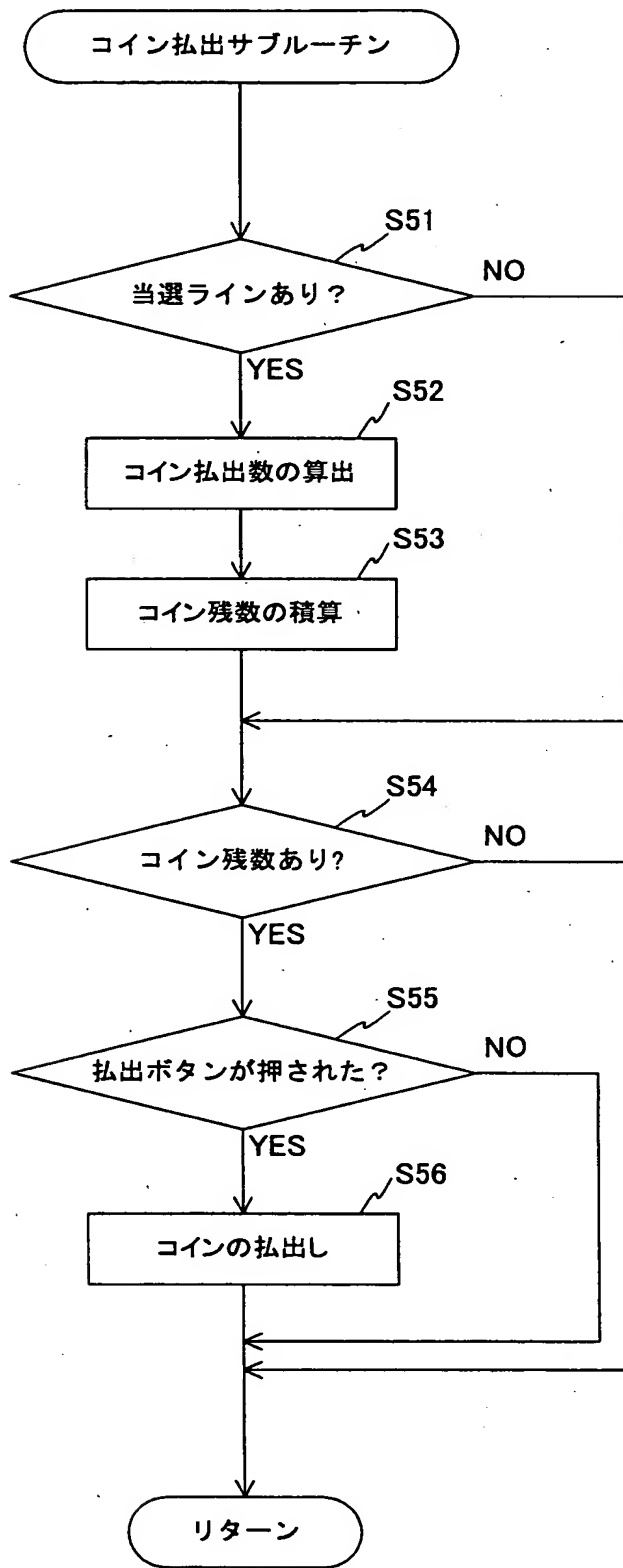 コイン払出サブルーチン
S51
当選ラインあり？
NO
YES
S52
コイン払出数の算出
S53
コイン残数の積算
S54
コイン残数あり?
NO
YES
S55
払出ボタンが押された？
NO
YES
S56
コインの払出し
リターン